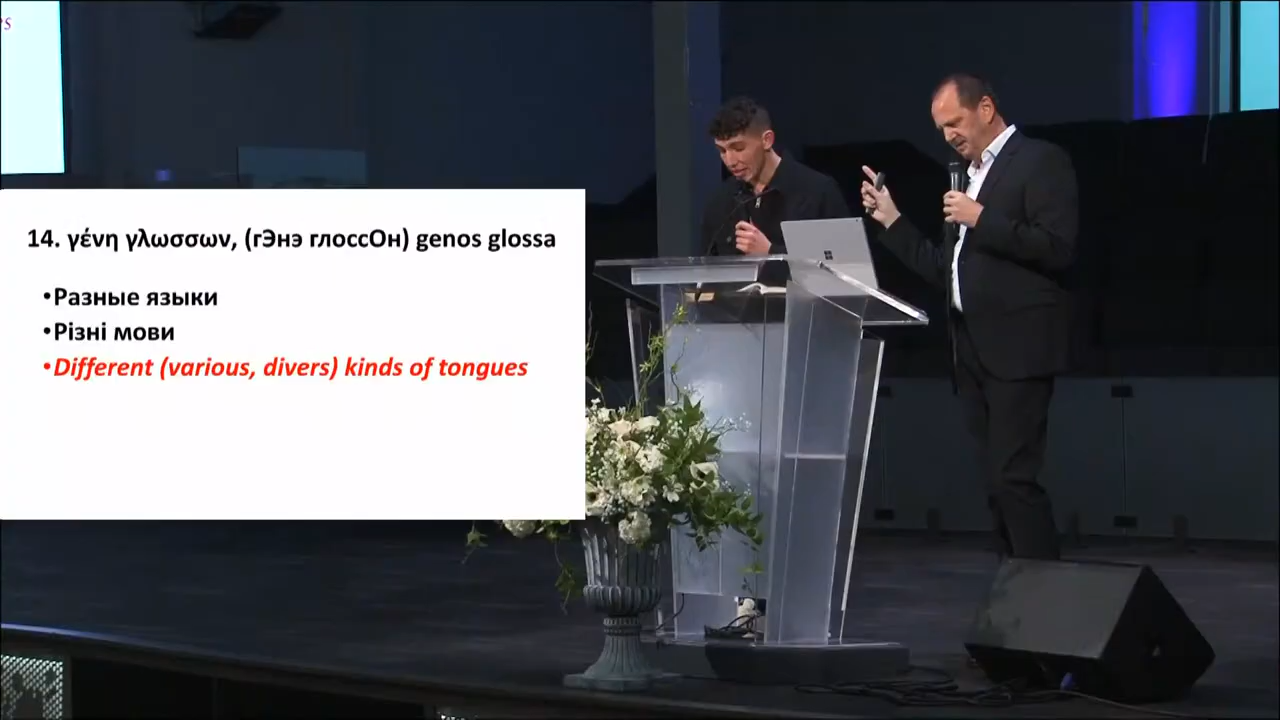 14. γένη γλωσσων, (гЭнэ глоссОн) genos glossa
•Разные языки
•Різні мови
•Different (various, divers) kinds of tongues